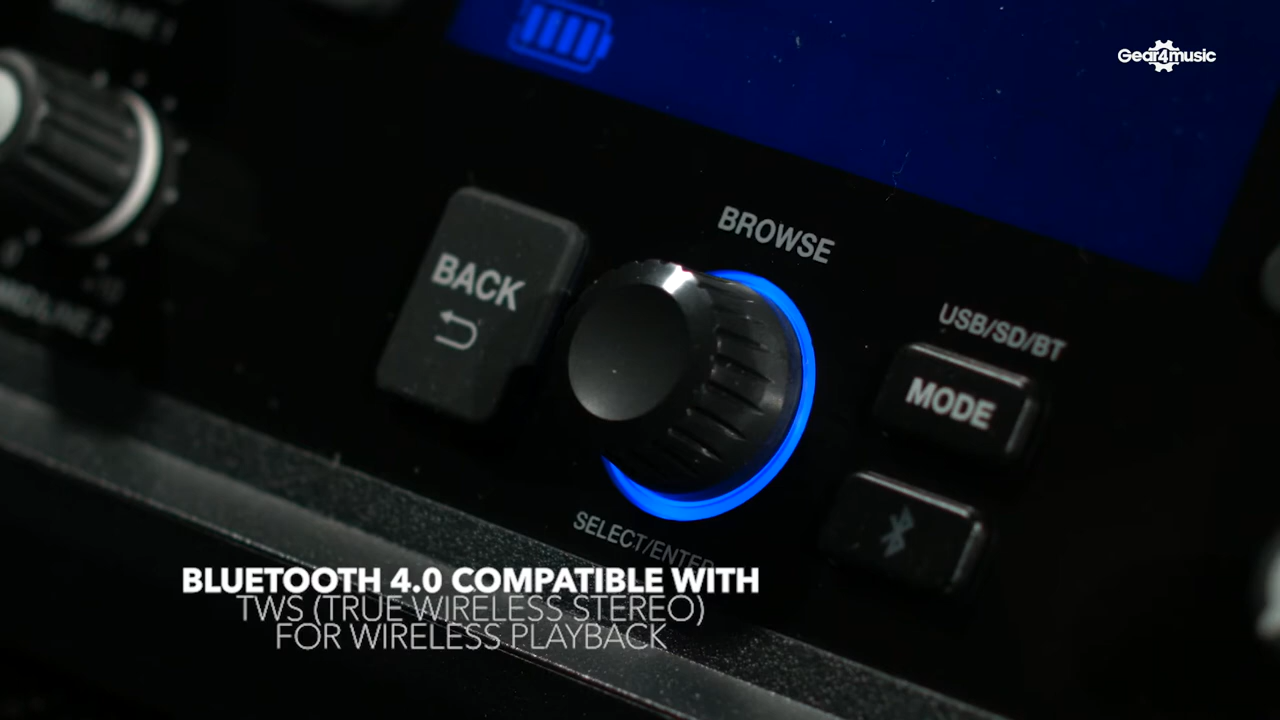 Gear4music
BROWSE
BACK
USB/SD/BT
MODE
SELECT/ENTER
BLUETOOTH 4.0 COMPATIBLE WITH
TWS (TRUE WIRELESS STEREO)
FOR WIRELESS PLAYBACK